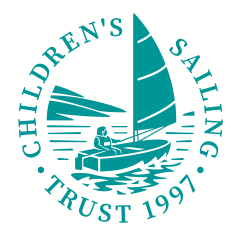 CHILDREN'S SAILING
· TRUST 1997 ·